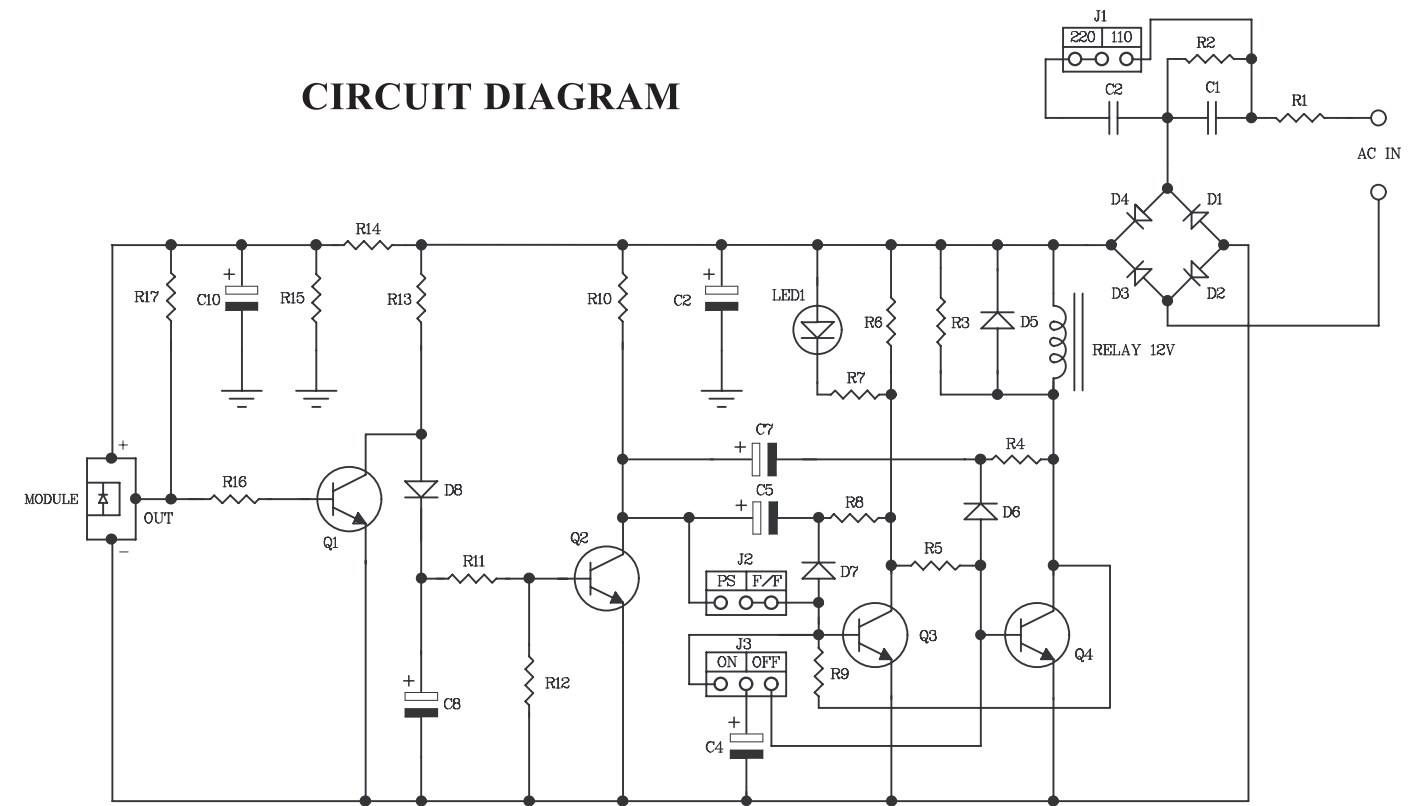 CIRCUIT DIAGRAM
J1
220 110
R2
C2
C1
R1
AC IN
D4
D1
D3
D2
R14
R17
+
C10
R15
R13
R10
+
C2
LED1
R6
R3
D5
RELAY 12V
R7
C7
+
R4
+
MODULE
OUT
-
R16
Q1
D8
C5
+
R8
D6
Q2
R11
J2
PS F/F
D7
R5
Q3
Q4
J3
ON OFF
R9
R12
+
C8
+
C4